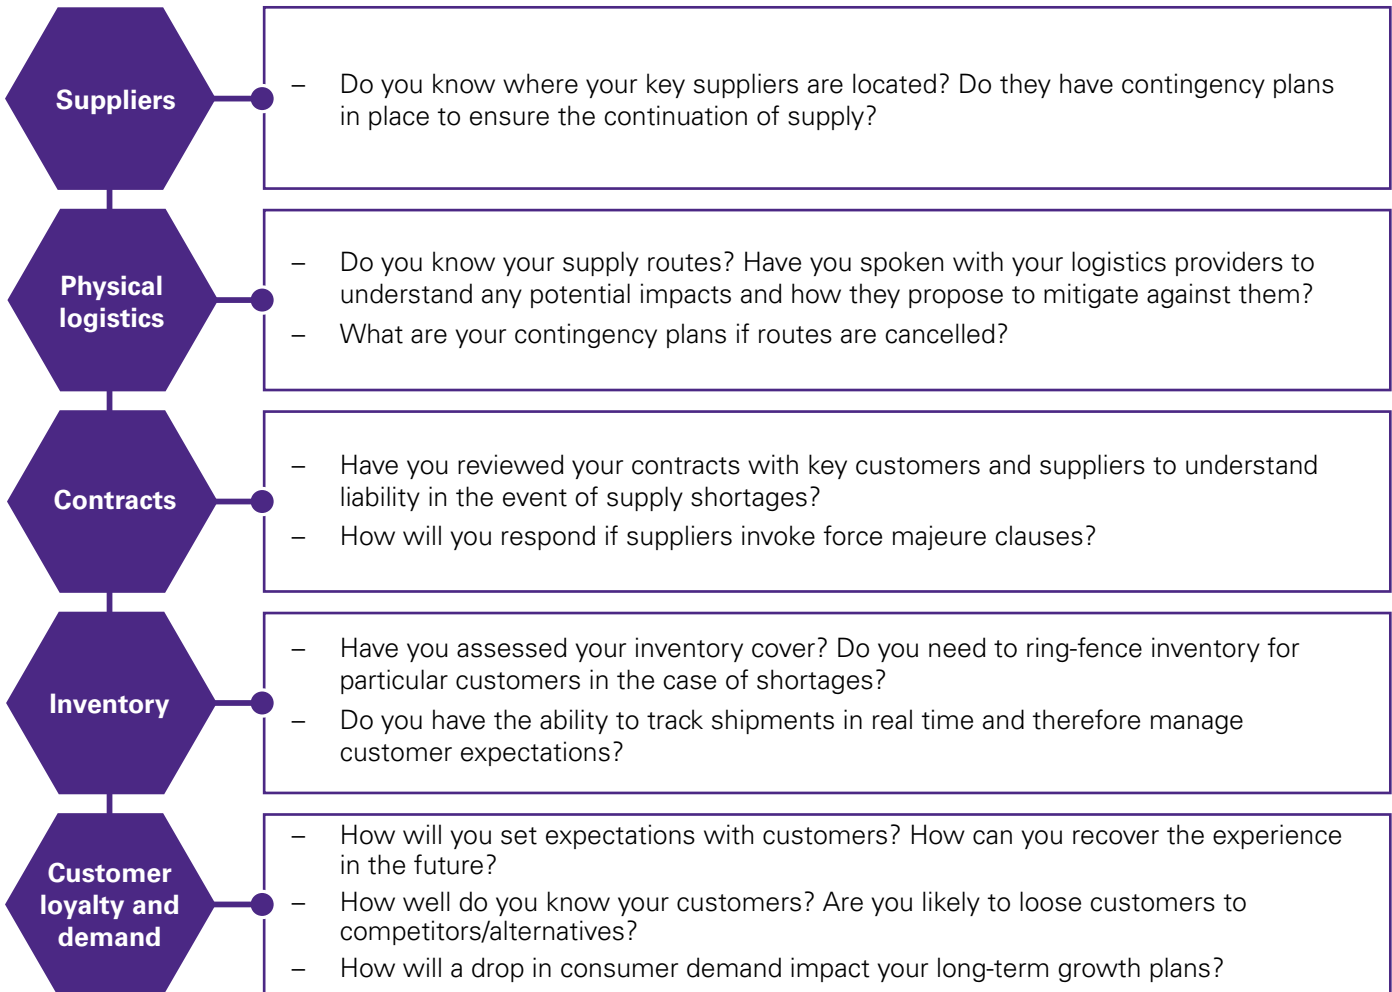 Suppliers
– Do you know where your key suppliers are located? Do they have contingency plans
in place to ensure the continuation of supply?
Physical
logistics
– Do you know your supply routes? Have you spoken with your logistics providers to
understand any potential impacts and how they propose to mitigate against them?
– What are your contingency plans if routes are cancelled?
Contracts
– Have you reviewed your contracts with key customers and suppliers to understand
liability in the event of supply shortages?
– How will you respond if suppliers invoke force majeure clauses?
Inventory
– Have you assessed your inventory cover? Do you need to ring-fence inventory for
particular customers in the case of shortages?
– Do you have the ability to track shipments in real time and therefore manage
customer expectations?
Customer
loyalty and
demand
– How will you set expectations with customers? How can you recover the experience
in the future?
– How well do you know your customers? Are you likely to loose customers to
competitors/alternatives?
– How will a drop in consumer demand impact your long-term growth plans?